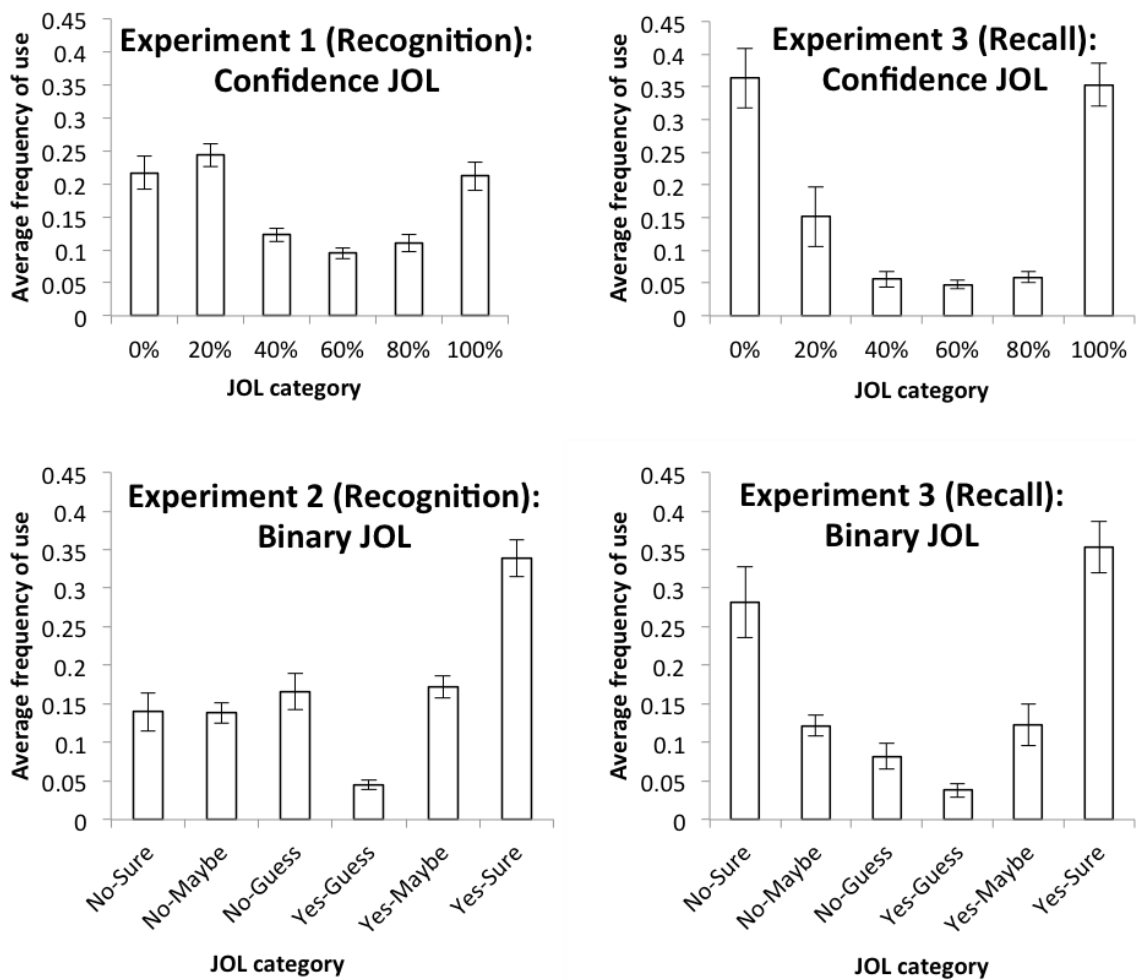 Experiment 1 (Recognition):
Confidence JOL
Average frequency of use
0.45
0.4
0.35
0.3
0.25
0.2
0.15
0.1
0.05
0
0% 20% 40% 60% 80% 100%
JOL category
Experiment 3 (Recall):
Confidence JOL
Average frequency of use
0.45
0.4
0.35
0.3
0.25
0.2
0.15
0.1
0.05
0
0% 20% 40% 60% 80% 100%
JOL category
Experiment 2 (Recognition):
Binary JOL
Average frequency of use
0.45
0.4
0.35
0.3
0.25
0.2
0.15
0.1
0.05
0
No-Sure
No-Maybe
No-Guess
Yes-Guess
Yes-Maybe
Yes-Sure
JOL category
Experiment 3 (Recall):
Binary JOL
Average frequency of use
0.45
0.4
0.35
0.3
0.25
0.2
0.15
0.1
0.05
0
No-Sure
No-Maybe
No-Guess
Yes-Guess
Yes-Maybe
Yes-Sure
JOL category